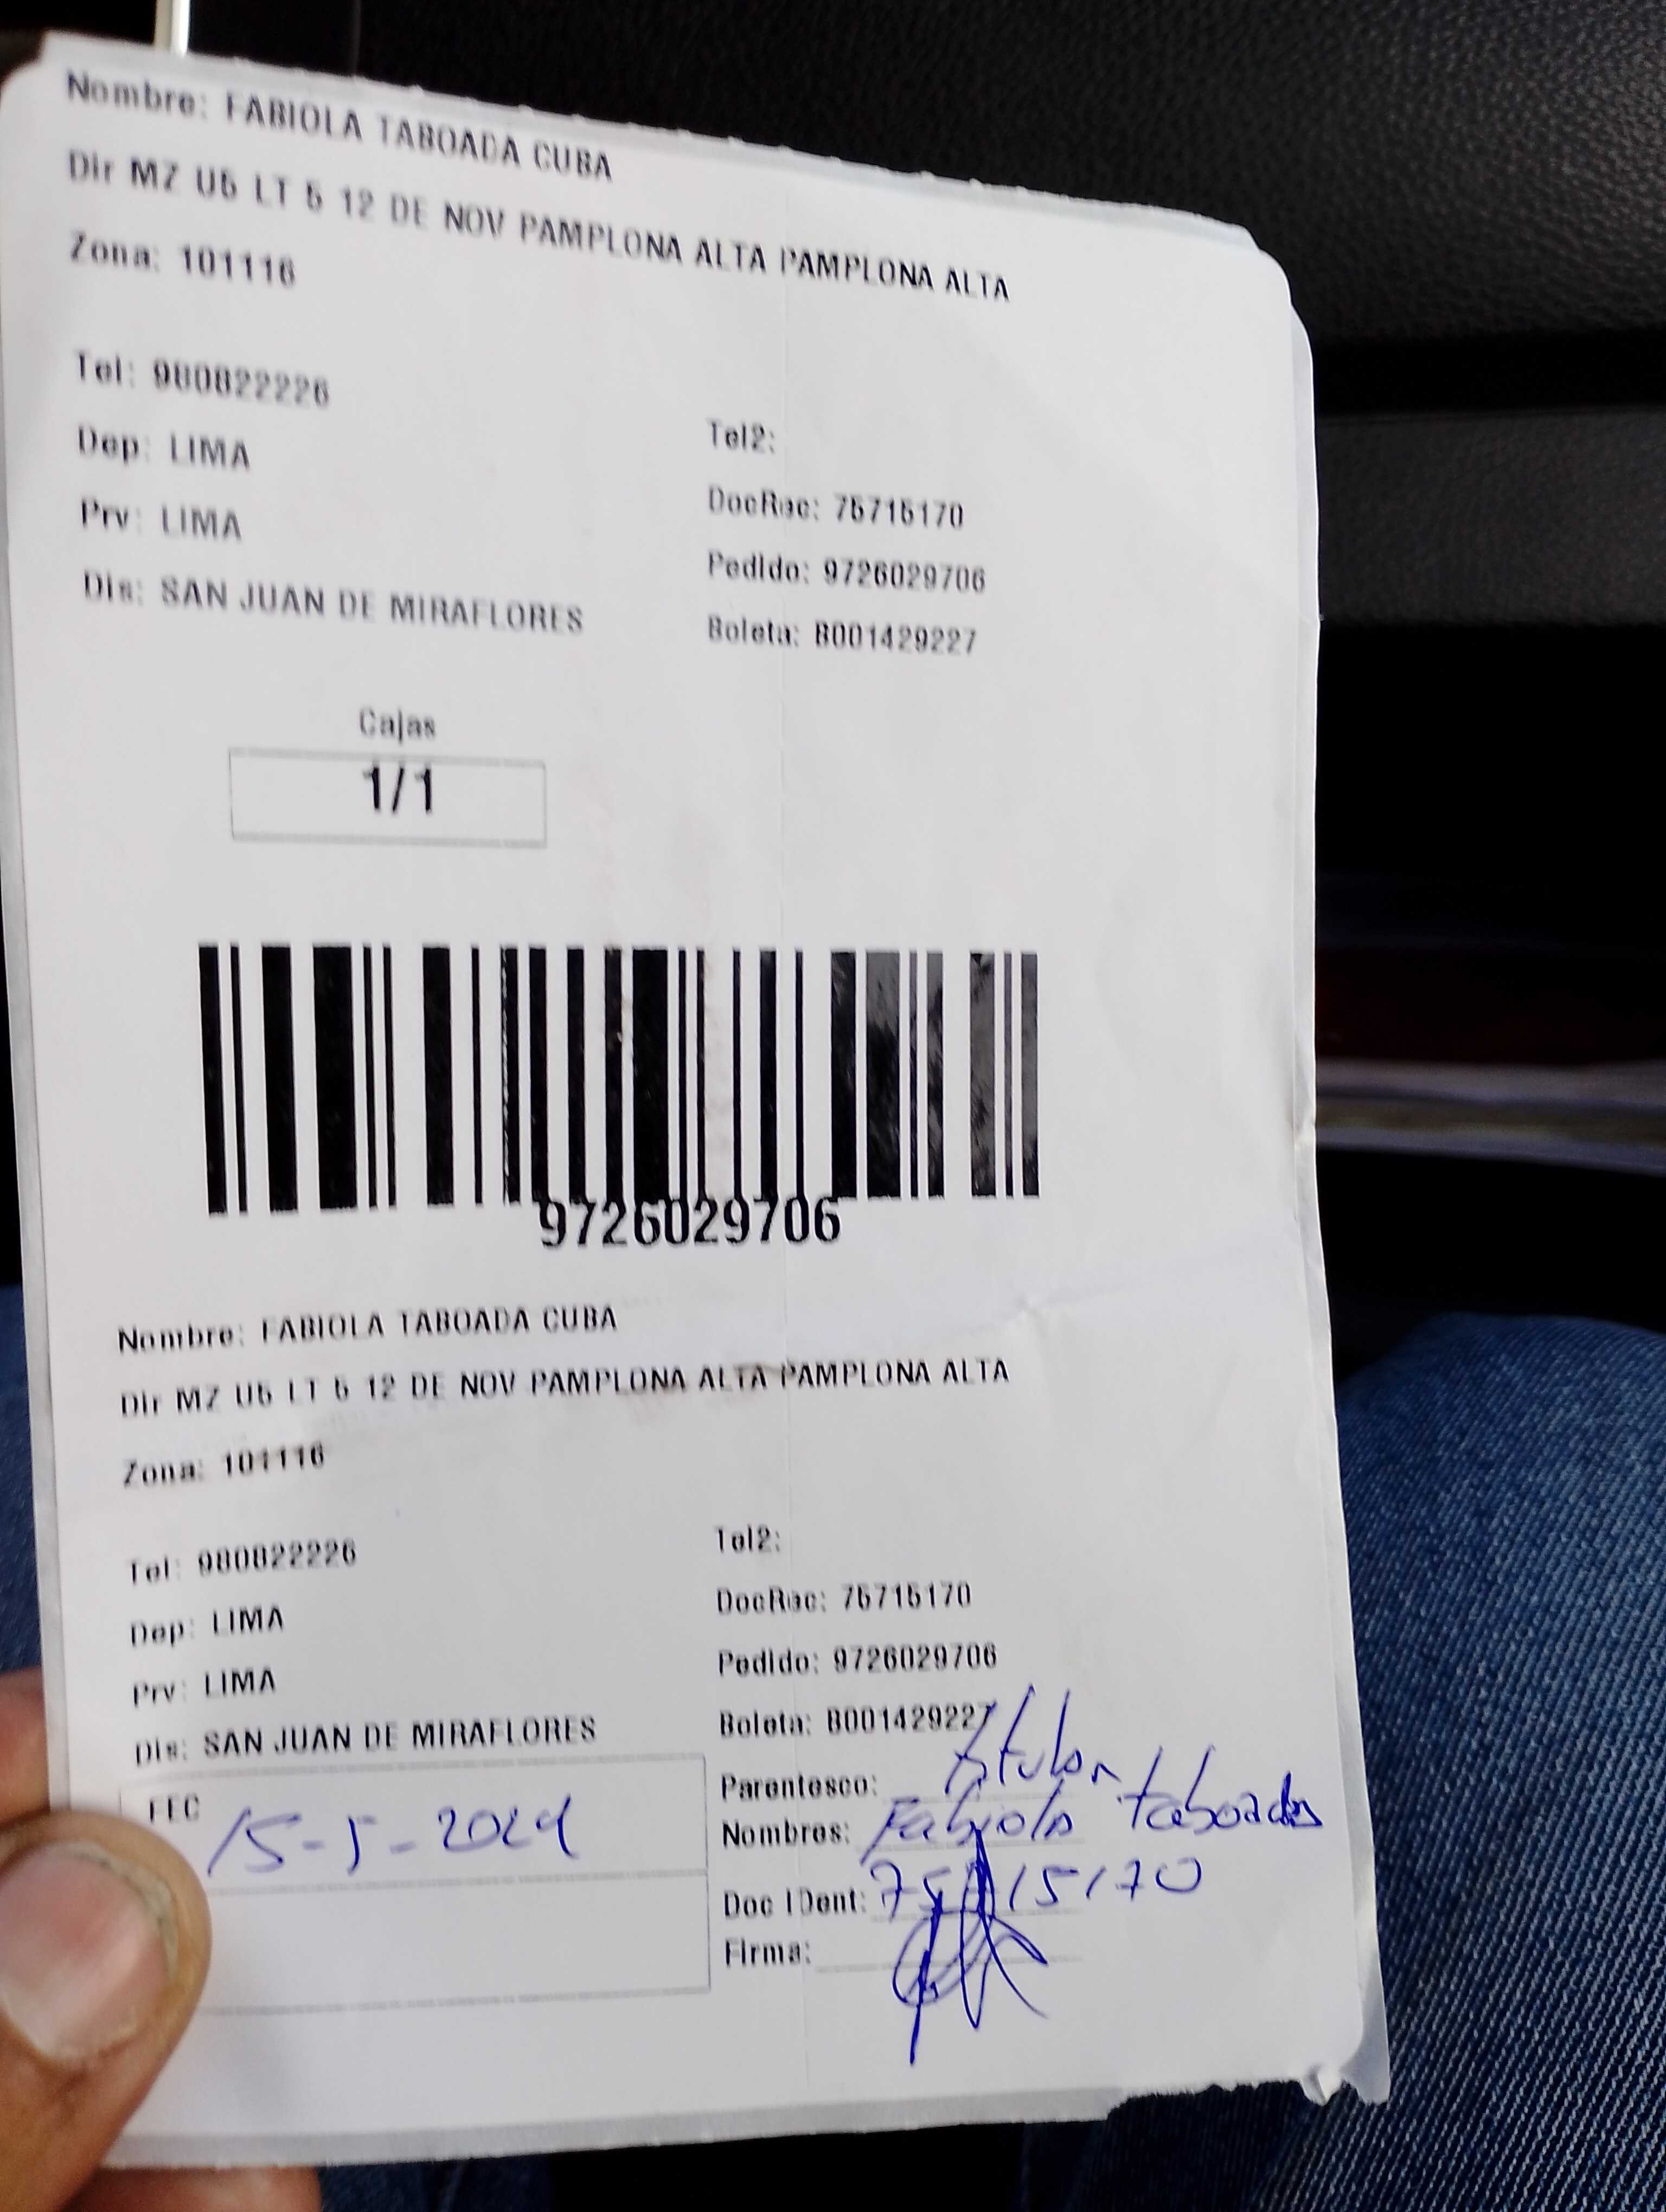 Nombre: FABIOLA TABOADA CUBA
Dir MZ U5 LT 5 12 DE NOV PAMPLONA ALTA PAMPLONA ALTA
Zona: 101116
Tel: 980822226
Tel2:
Dep: LIMA
DocRec: 75715170
Prv: LIMA
Pedido: 9726029706
Dis: SAN JUAN DE MIRAFLORES
Boleta: B001429227
Cajas
1/1
9726029706
Nombre: FABIOLA TABOADA CUBA
Dir MZ U5 LT 5 12 DE NOV PAMPLONA ALTA PAMPLONA ALTA
Zona: 101116
Tel: 980822226
Tel2:
Dep: LIMA
DocRec: 75715170
Prv: LIMA
Pedido: 9726029706
Dis: SAN JUAN DE MIRAFLORES
Boleta: B001429227
FEC 15-5-2024
Parentesco: titular
Nombres: Fabiola taboada
Doc IDent: 75715170
Firma: